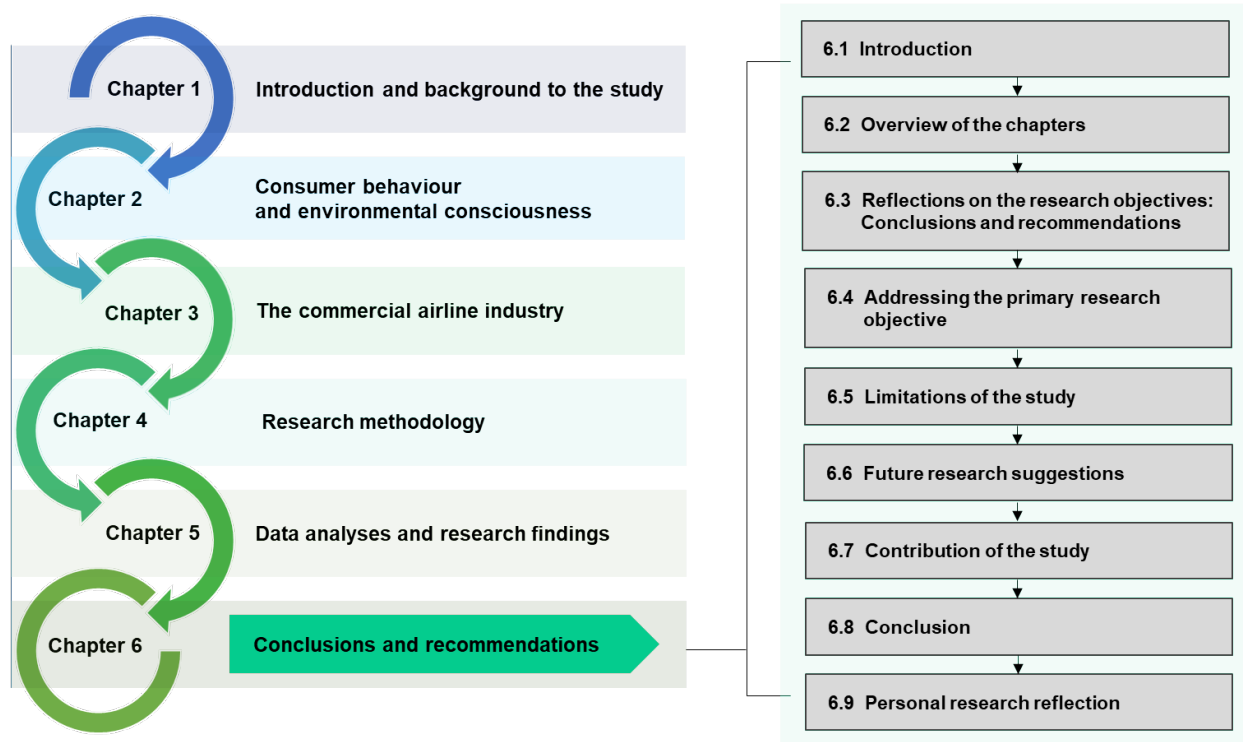 Chapter 1
Introduction and background to the study
Chapter 2
Consumer behaviour
and environmental consciousness
Chapter 3
The commercial airline industry
Chapter 4
Research methodology
Chapter 5
Data analyses and research findings
Chapter 6
Conclusions and recommendations
6.1 Introduction
6.2 Overview of the chapters
6.3 Reflections on the research objectives:
Conclusions and recommendations
6.4 Addressing the primary research
objective
6.5 Limitations of the study
6.6 Future research suggestions
6.7 Contribution of the study
6.8 Conclusion
6.9 Personal research reflection